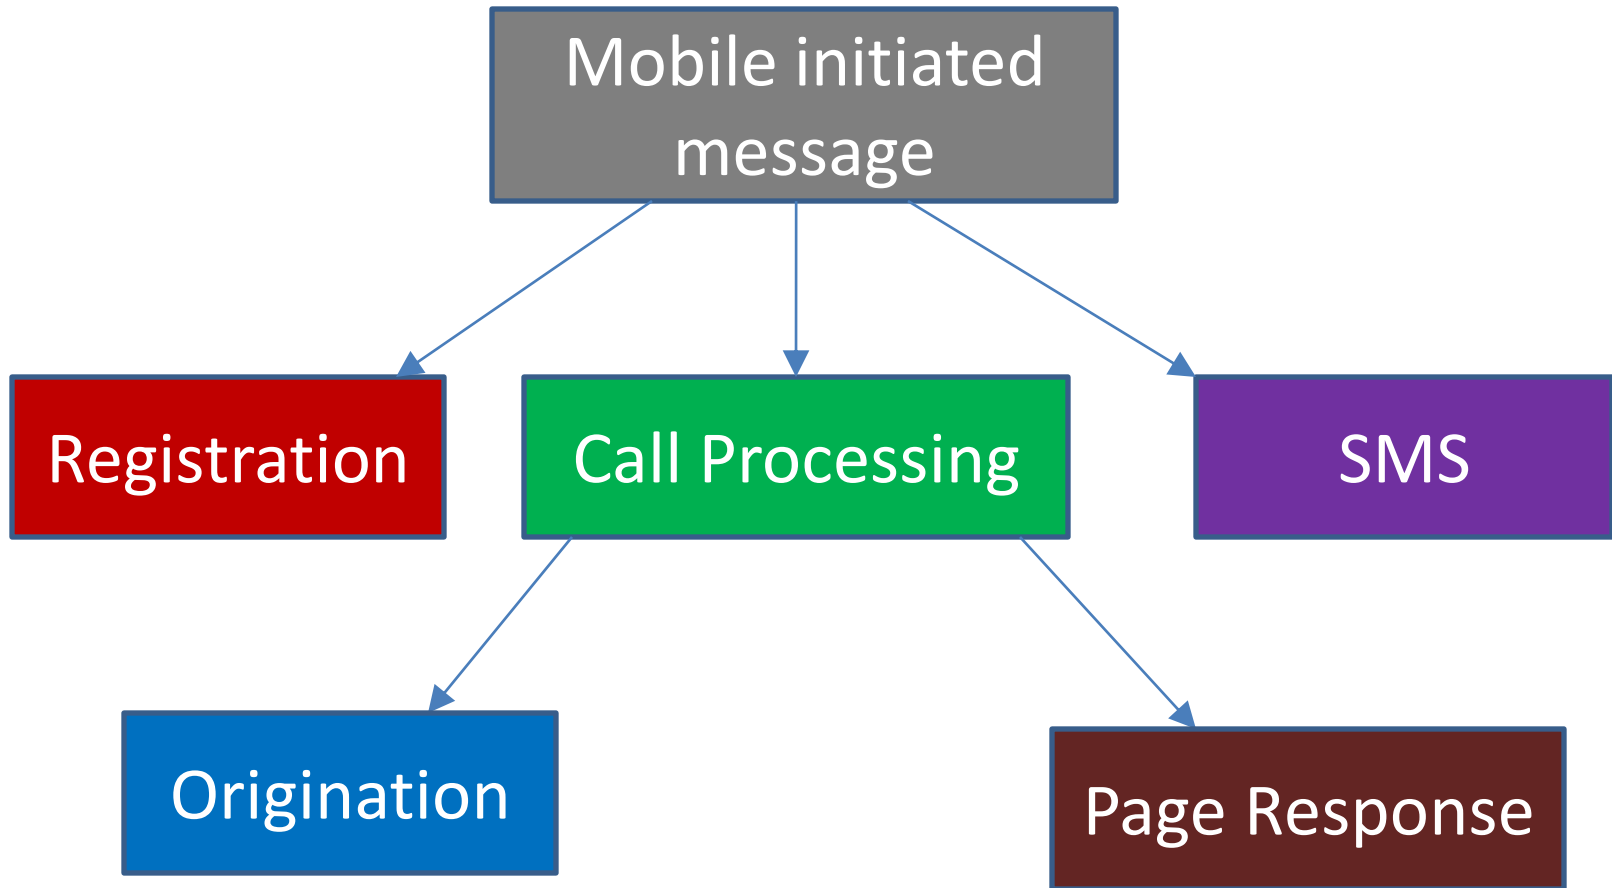 Mobile initiated
message
Registration
Call Processing
SMS
Origination
Page Response